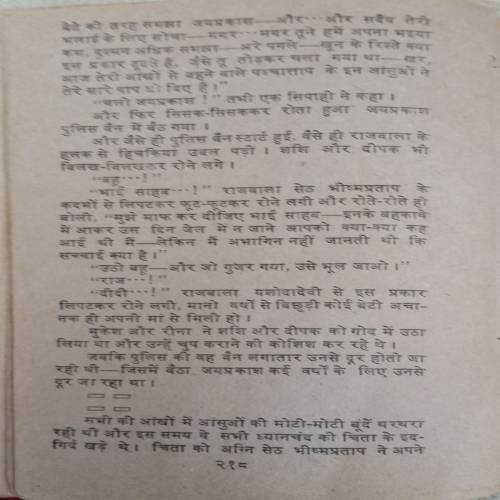 बेटे की तरह समझा जयप्रकाश—और···और सदैव तेरी
भलाई के लिए सोचा—मगर···मगर तूने हमें अपना भइया
कम, दुश्मन अधिक समझा—अरे पगले—खून के रिश्ते क्या
इस प्रकार टूटते हैं, जैसे तू तोड़कर चला गया था—खैर,
आज तेरी आंखों से बहने वाले पाश्चाताप के इन आंसुओं ने
तेरे सारे पाप धो दिए हैं।”
“चलो जयप्रकाश!” तभी एक सिपाही ने कहा।
और फिर सिसक-सिसककर रोता हुआ जयप्रकाश
पुलिस वैन में बैठ गया।
और जैसे ही पुलिस वैन स्टार्ट हुई, वैसे ही राजबाला के
हलक से हिचकियां उबल पड़ीं। शशि और दीपक भी
बिलख-बिलखकर रोने लगे।
“बहू···!”
“भाई साहब···!” राजबाला सेठ भीष्मप्रताप के
कदमों से लिपटकर फूट-फूटकर रोने लगी और रोते-रोते ही
बोली, “मुझे माफ कर दीजिए भाई साहब—इनके बहकावे
में आकर उस दिन जेल में न जाने आपको क्या-क्या कह
आई थी मैं—लेकिन मैं अभागिन नहीं जानती थी कि
सच्चाई क्या है।”
“उठो बहू—और जो गुजर गया, उसे भूल जाओ।”
“राज···!”
“दीदी···!” राजबाला यशोदादेवी से इस प्रकार
लिपटकर रोने लगी, मानो वर्षों से बिछुड़ी कोई बेटी अचा-
नक ही अपनी मां से मिली हो।
मुकेश और रीना ने शशि और दीपक को गोद में उठा
लिया था और उन्हें चुप कराने की कोशिश कर रहे थे।
जबकि पुलिस की वह वैन लगातार उनसे दूर होती जा
रही थी—जिसमें बैठा जयप्रकाश कई वर्षों के लिए उनसे
दूर जा रहा था।
सभी की आंखों में आंसुओं की मोटी-मोटी बूंदें थरथरा
रही थीं और इस समय वे सभी ध्यानचंद की चिता के इर्द-
गिर्द खड़े थे। चिता को अग्नि सेठ भीष्मप्रताप ने अपने
२१८